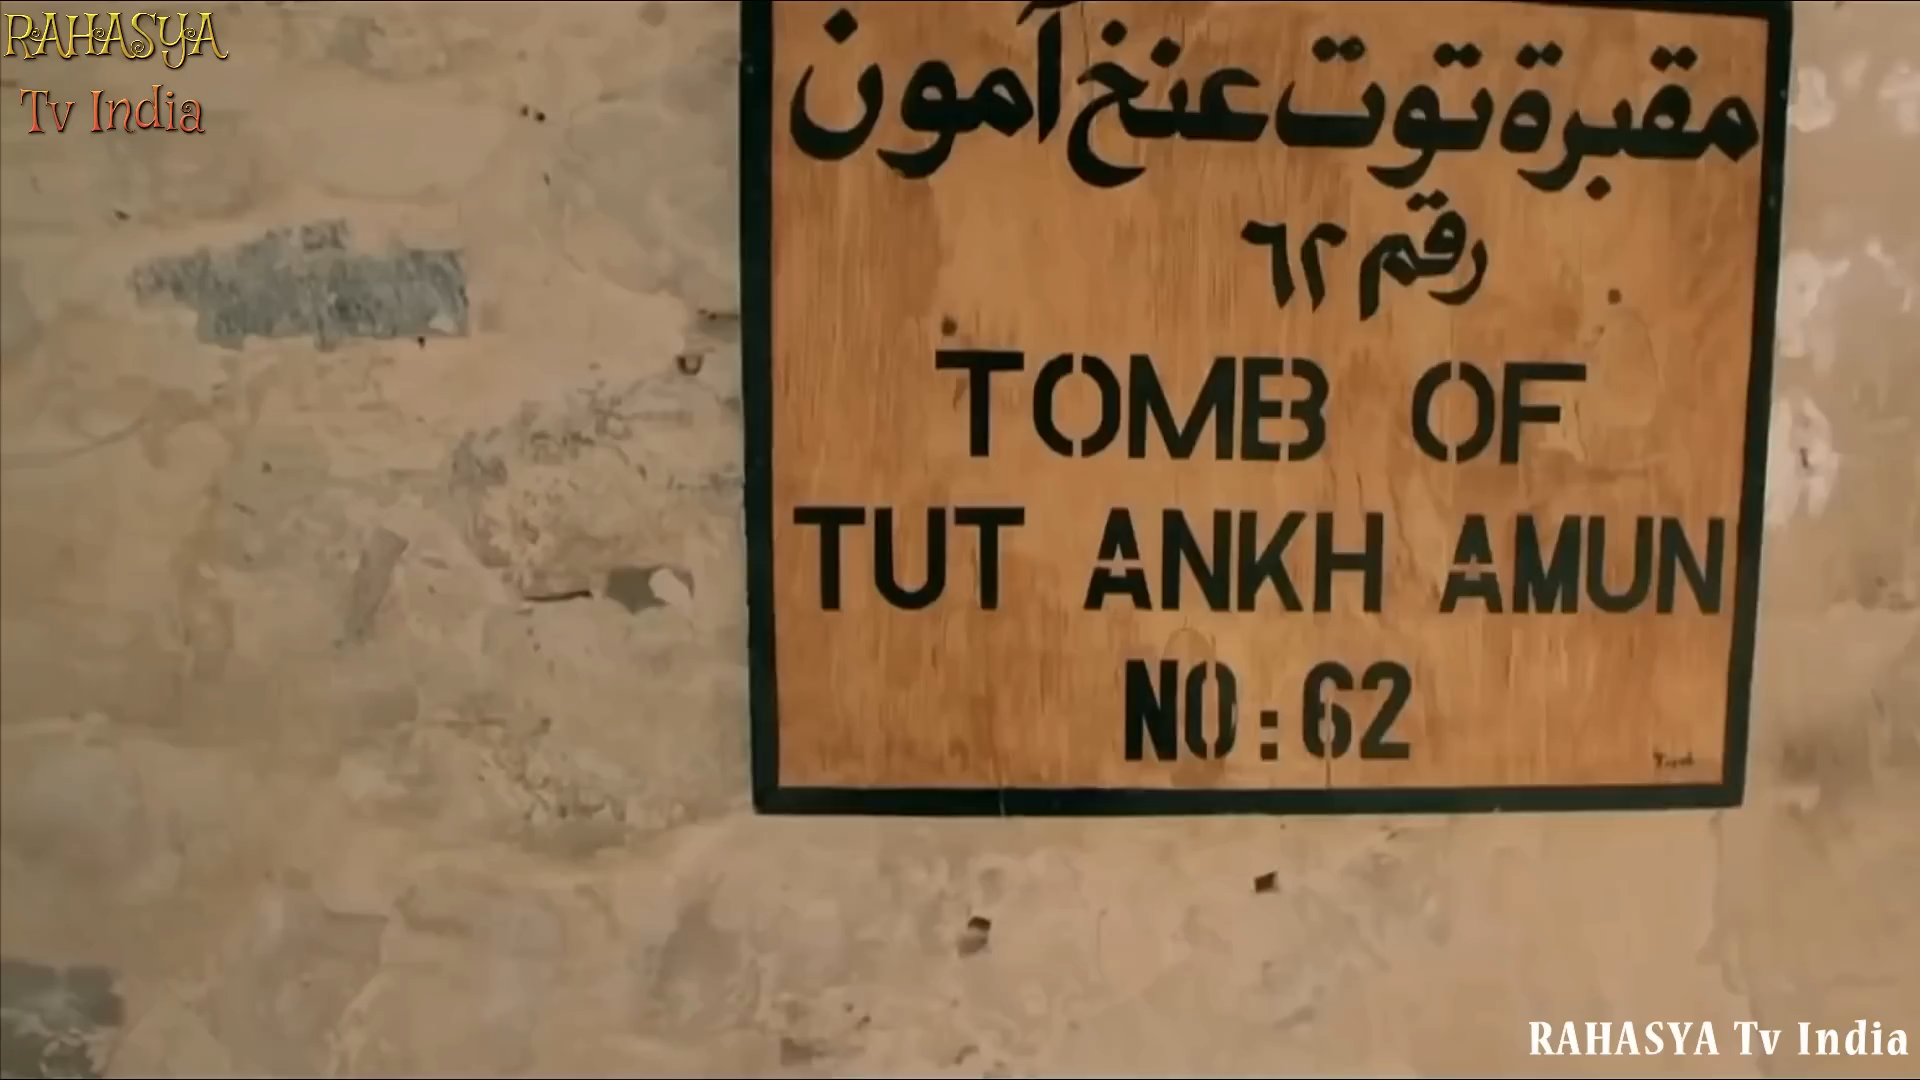 RAHASYA
Tv India
مقبرة توت عنخ آمون
رقم ٦٢
TOMB OF
TUT ANKH AMUN
NO : 62
RAHASYA Tv India